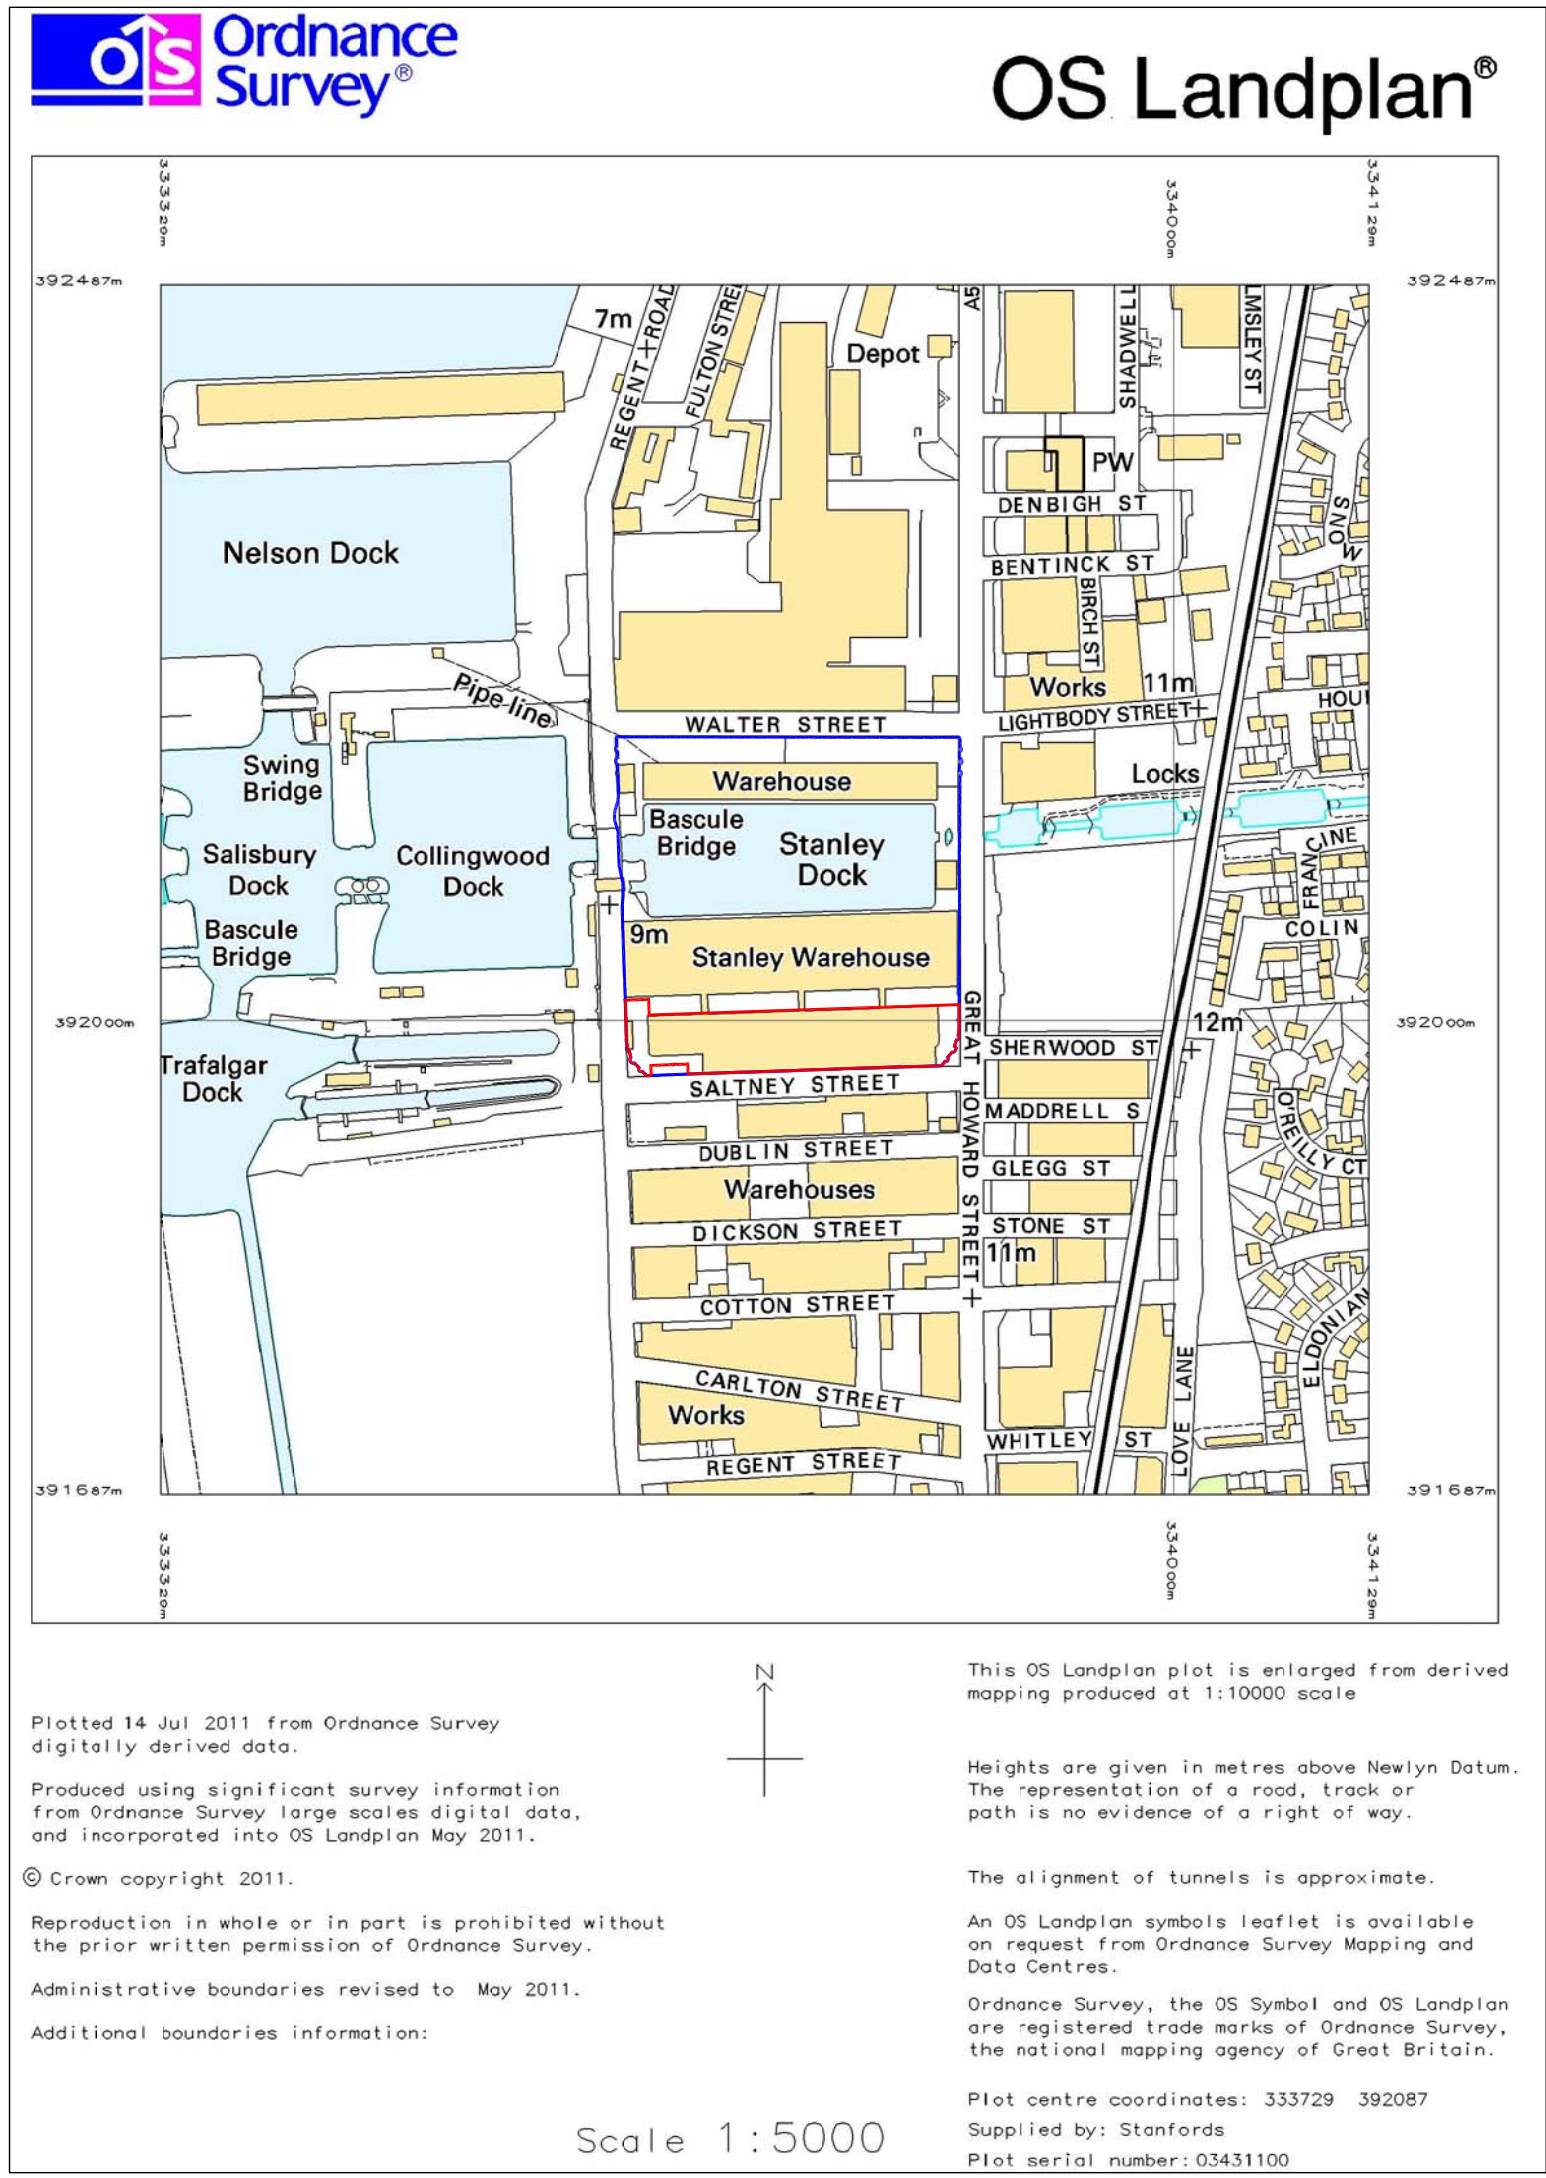 Ordnance
Survey®
OS Landplan®
333329m
334000m
334129m
392487m
392487m
7m
REGENT ROAD
FULTON STREE
Depot
A5
SHADWELL
LMSLEY ST
PW
DENBIGH ST
BENTINCK ST
BIRCH ST
ONS
W
Nelson Dock
Pipe line
Works
11m
LIGHTBODY STREET
HOU
WALTER STREET
Swing
Bridge
Warehouse
Locks
Bascule
Bridge
Stanley
Dock
Salisbury
Dock
Collingwood
Dock
FRANCINE
COLIN
Bascule
Bridge
9m
Stanley Warehouse
392000m
392000m
12m
GREAT HOWARD STREET
SHERWOOD ST
Trafalgar
Dock
SALTNEY STREET
MADDRELL S
O'REILLY CT
DUBLIN STREET
GLEGG ST
Warehouses
DICKSON STREET
STONE ST
11m
COTTON STREET
ELDONIAN
CARLTON STREET
LOVE LANE
Works
WHITLEY ST
REGENT STREET
391687m
391687m
333329m
334000m
334129m
N
Plotted 14 Jul 2011 from Ordnance Survey
digitally derived data.
Produced using significant survey information
from Ordnance Survey large scales digital data,
and incorporated into OS Landplan May 2011.
© Crown copyright 2011.
Reproduction in whole or in part is prohibited without
the prior written permission of Ordnance Survey.
Administrative boundaries revised to May 2011.
Additional boundaries information:
This OS Landplan plot is enlarged from derived
mapping produced at 1:10000 scale
Heights are given in metres above Newlyn Datum.
The representation of a road, track or
path is no evidence of a right of way.
The alignment of tunnels is approximate.
An OS Landplan symbols leaflet is available
on request from Ordnance Survey Mapping and
Data Centres.
Ordnance Survey, the OS Symbol and OS Landplan
are registered trade marks of Ordnance Survey,
the national mapping agency of Great Britain.
Plot centre coordinates: 333729 392087
Supplied by: Stanfords
Plot serial number: 03431100
Scale 1:5000